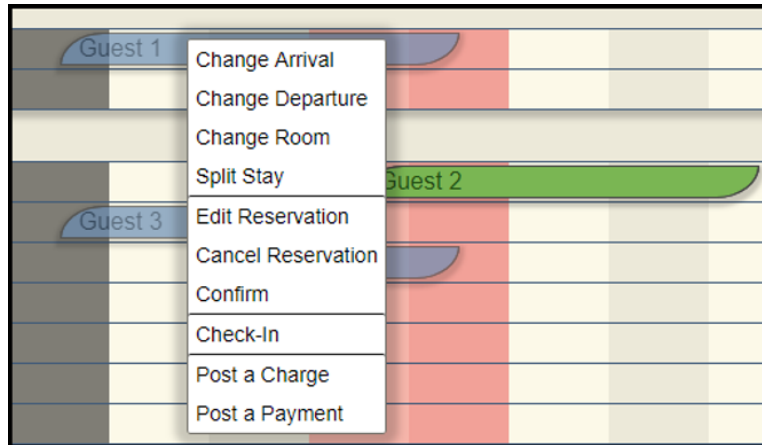 Guest 1
Change Arrival
Change Departure
Change Room
Split Stay
Guest 2
Edit Reservation
Guest 3
Cancel Reservation
Confirm
Check-In
Post a Charge
Post a Payment